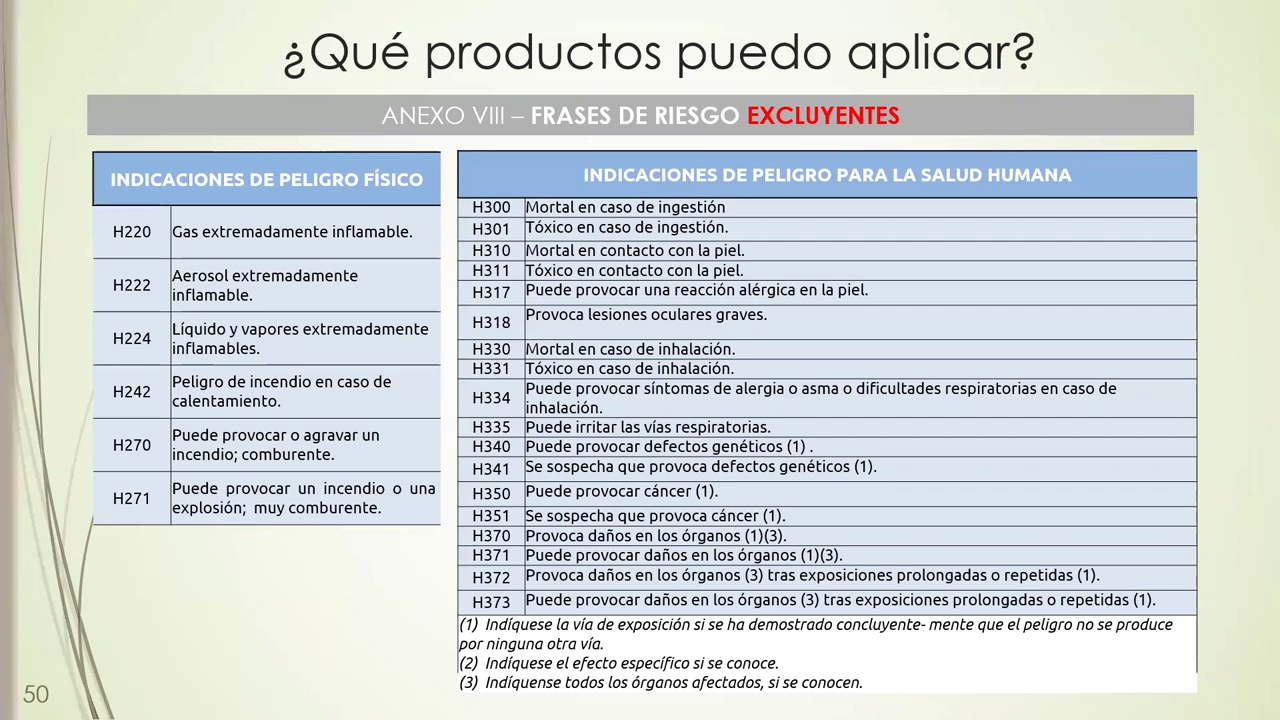 ¿Qué productos puedo aplicar?
ANEXO VIII – FRASES DE RIESGO EXCLUYENTES
INDICACIONES DE PELIGRO FÍSICO
H220 Gas extremadamente inflamable.
H222 Aerosol extremadamente
inflamable.
H224 Líquido y vapores extremadamente
inflamables.
H242 Peligro de incendio en caso de
calentamiento.
H270 Puede provocar o agravar un
incendio; comburente.
H271 Puede provocar un incendio o una
explosión; muy comburente.
INDICACIONES DE PELIGRO PARA LA SALUD HUMANA
H300 Mortal en caso de ingestión
H301 Tóxico en caso de ingestión.
H310 Mortal en contacto con la piel.
H311 Tóxico en contacto con la piel.
H317 Puede provocar una reacción alérgica en la piel.
H318 Provoca lesiones oculares graves.
H330 Mortal en caso de inhalación.
H331 Tóxico en caso de inhalación.
H334 Puede provocar síntomas de alergia o asma o dificultades respiratorias en caso de
inhalación.
H335 Puede irritar las vías respiratorias.
H340 Puede provocar defectos genéticos (1) .
H341 Se sospecha que provoca defectos genéticos (1).
H350 Puede provocar cáncer (1).
H351 Se sospecha que provoca cáncer (1).
H370 Provoca daños en los órganos (1)(3).
H371 Puede provocar daños en los órganos (1)(3).
H372 Provoca daños en los órganos (3) tras exposiciones prolongadas o repetidas (1).
H373 Puede provocar daños en los órganos (3) tras exposiciones prolongadas o repetidas (1).
(1) Indíquese la vía de exposición si se ha demostrado concluyente- mente que el peligro no se produce
por ninguna otra vía.
(2) Indíquese el efecto específico si se conoce.
(3) Indíquense todos los órganos afectados, si se conocen.
50